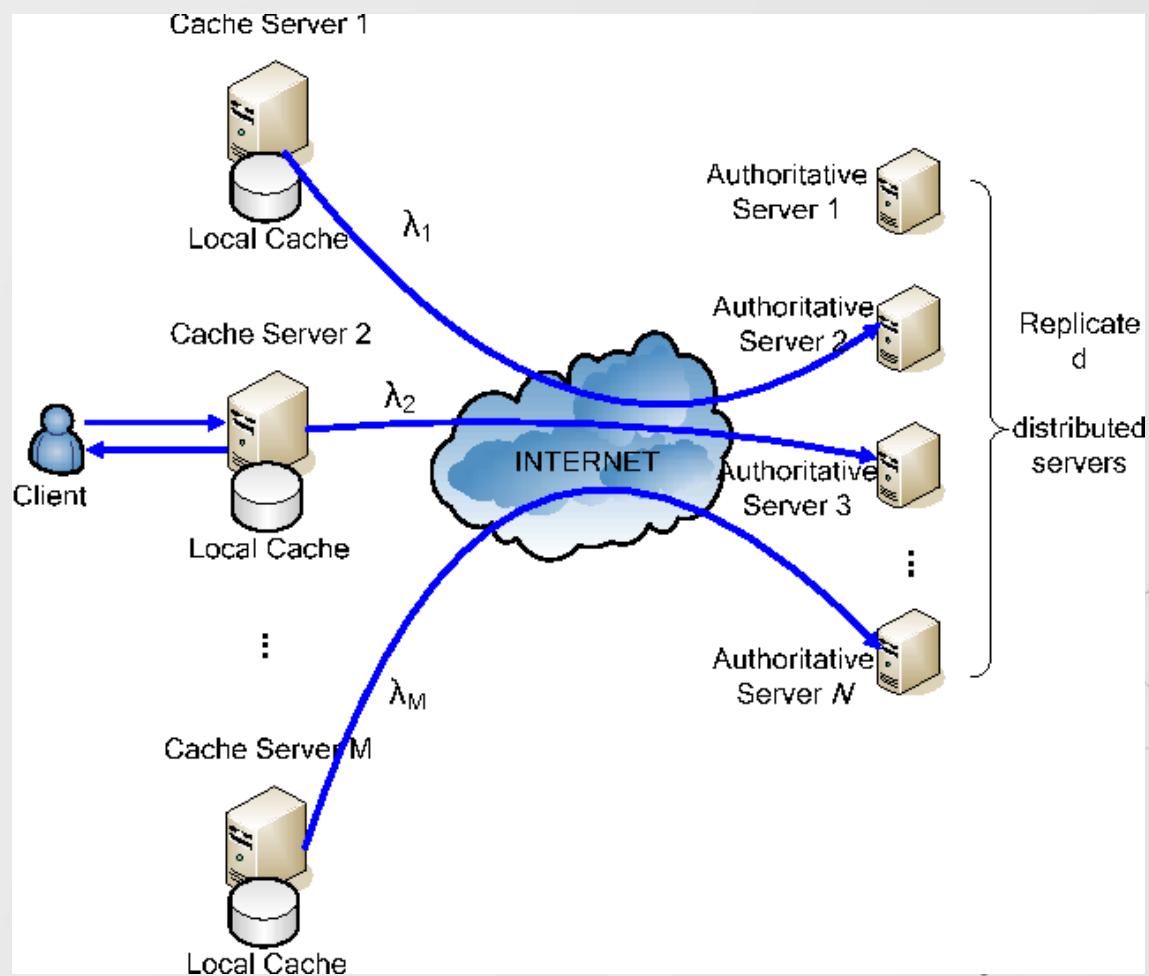 Cache Server 1
Local Cache
λ1
Authoritative
Server 1
Cache Server 2
Authoritative
Server 2
Replicate
d
distributed
servers
λ2
Client
INTERNET
Local Cache
Authoritative
Server 3
⋮
⋮
λM
Authoritative
Server N
Cache Server M
Local Cache